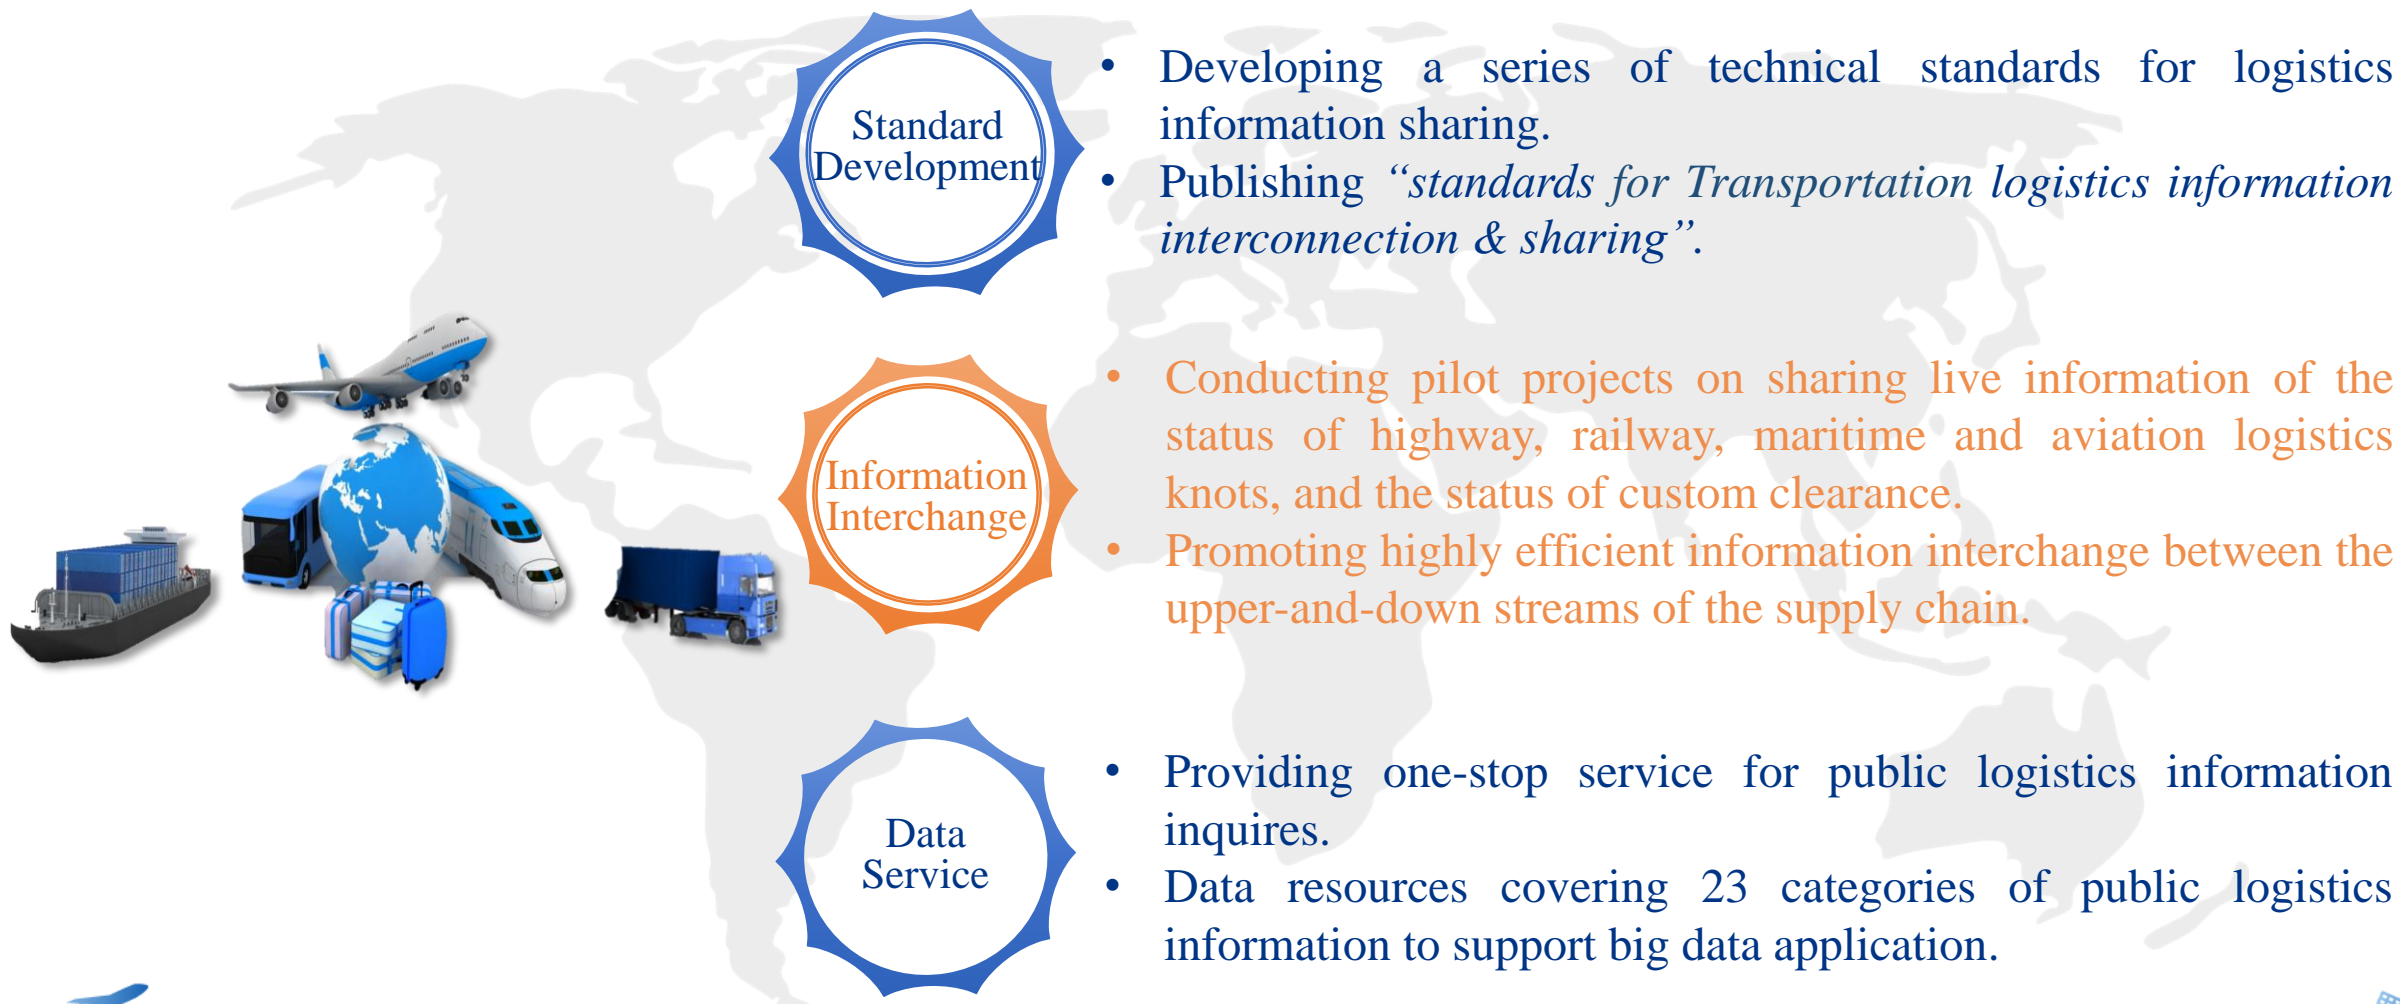 Standard
Development
• Developing a series of technical standards for logistics
information sharing.
• Publishing “standards for Transportation logistics information
interconnection & sharing”.
Information
Interchange
• Conducting pilot projects on sharing live information of the
status of highway, railway, maritime and aviation logistics
knots, and the status of custom clearance.
• Promoting highly efficient information interchange between the
upper-and-down streams of the supply chain.
Data
Service
• Providing one-stop service for public logistics information
inquires.
• Data resources covering 23 categories of public logistics
information to support big data application.